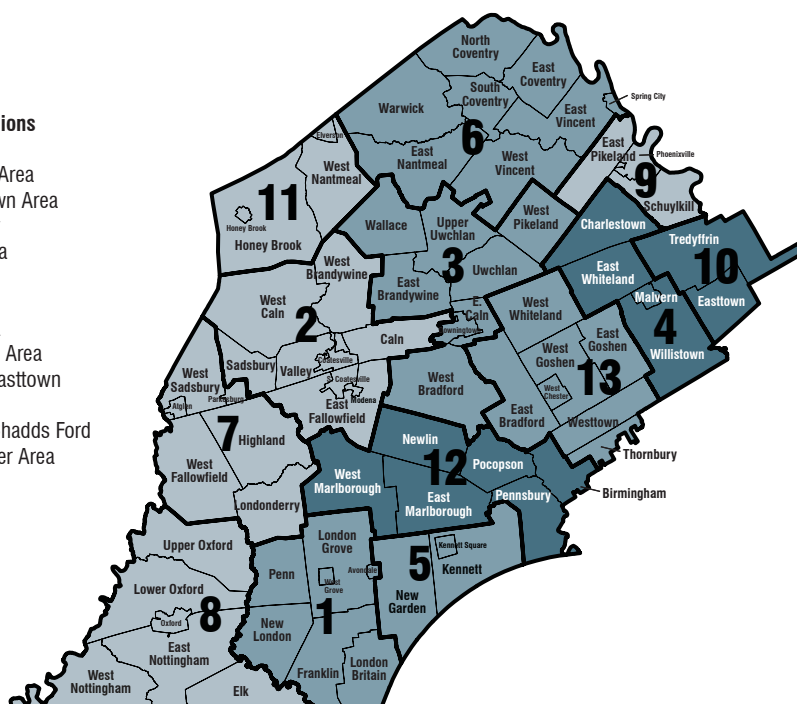 ions
Area
wn Area
a
Area
asttown
hadds Ford
er Area
North
Coventry
East
Coventry
South
Coventry
Spring City
Warwick
East
Vincent
6
East
Nantmeal
West
Vincent
Elverson
West
Nantmeal
East
Pikeland
Phoenixville
9
Schuylkill
11
Honey Brook
Honey Brook
Wallace
Upper
Uwchlan
West
Pikeland
Charlestown
Tredyffrin
10
3
Uwchlan
East
Whiteland
West
Brandywine
East
Brandywine
Malvern
Easttown
West
Caln
2
E.
Caln
Downingtown
West
Whiteland
4
Willistown
Caln
East
Goshen
West
Goshen
13
West
Sadsbury
Sadsbury
Valley
Coatesville
S. Coatesville
Modena
West
Bradford
West
Chester
Atglen
Parkesburg
East
Fallowfield
East
Bradford
Westtown
7
Highland
Newlin
Thornbury
West
Fallowfield
12
Pocopson
West
Marlborough
East
Marlborough
Pennsbury
Birmingham
Londonderry
Upper Oxford
London
Grove
Kennett Square
5
Kennett
Penn
Avondale
West
Grove
Lower Oxford
New
Garden
8
1
Oxford
New
London
East
Nottingham
London
Britain
Franklin
West
Nottingham
Elk